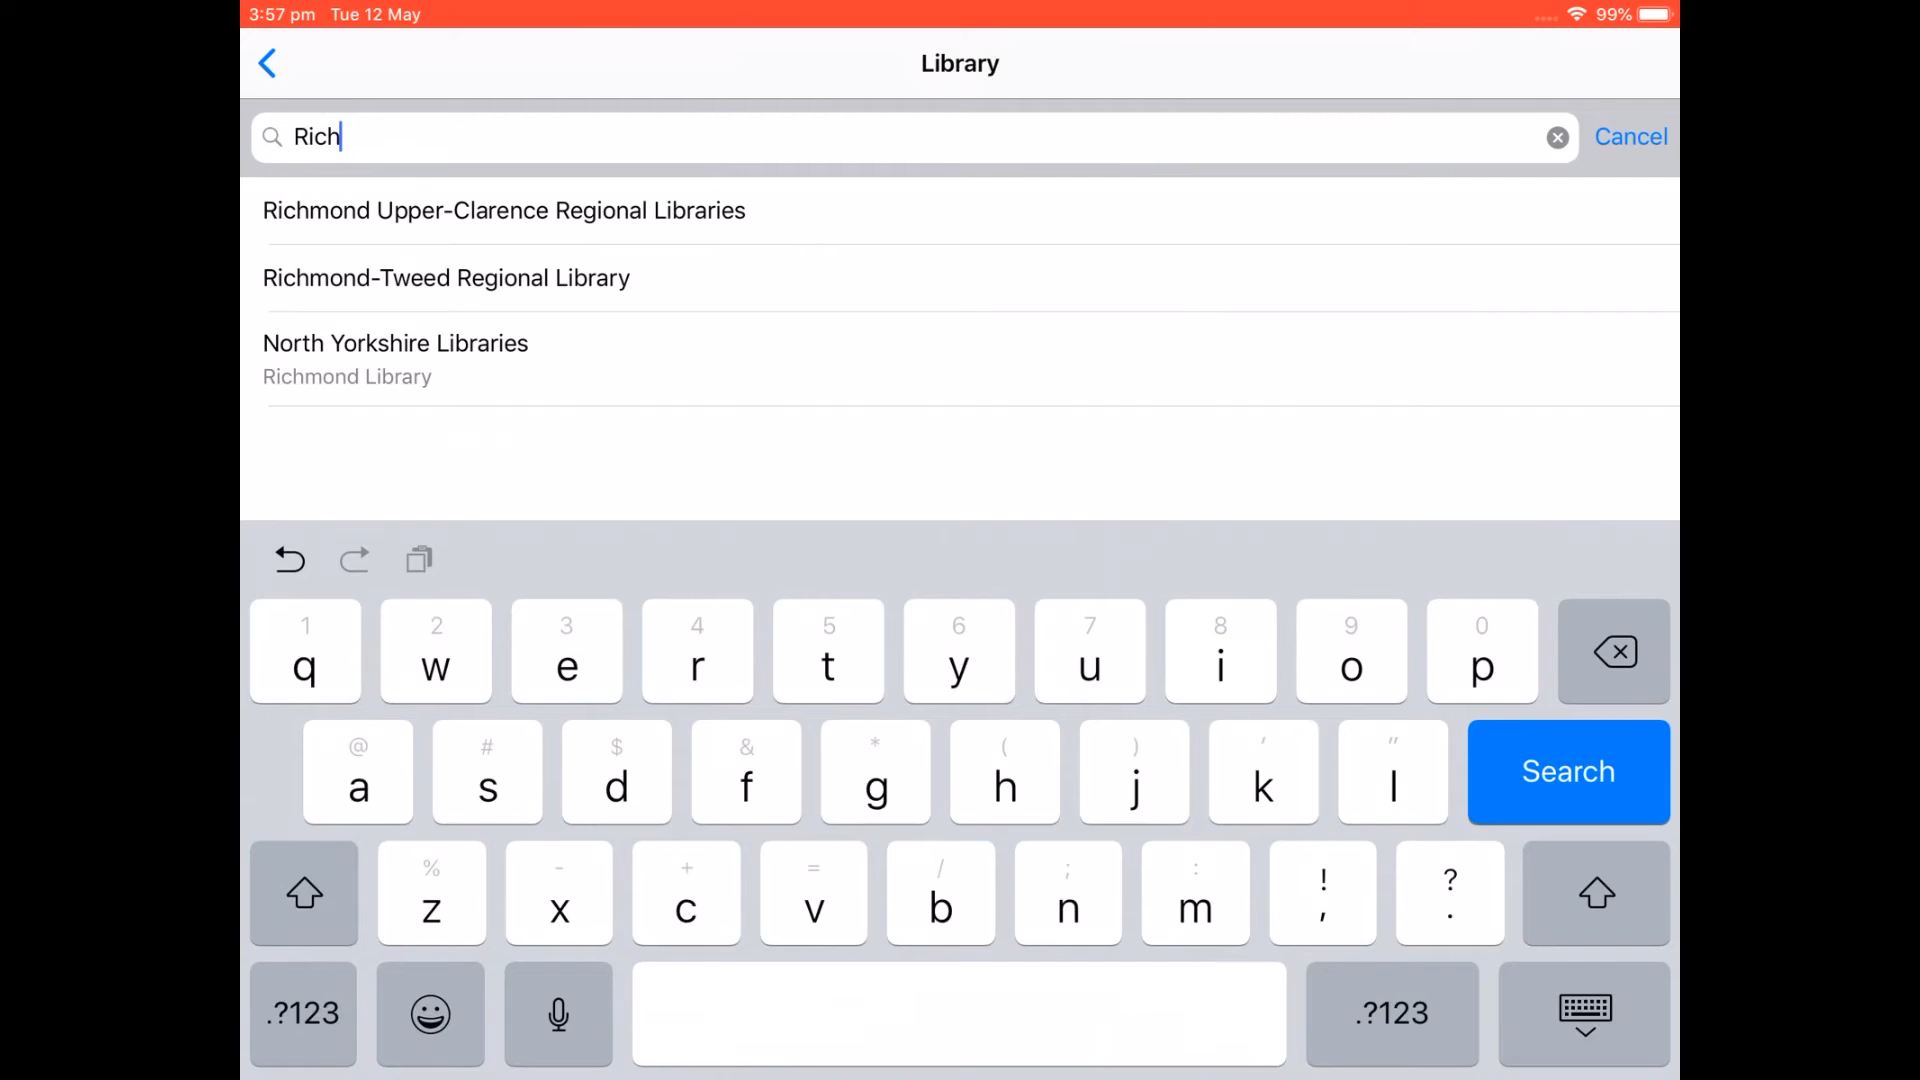 3:57 pm Tue 12 May 99%
Library
Rich Cancel
Richmond Upper-Clarence Regional Libraries
Richmond-Tweed Regional Library
North Yorkshire Libraries
Richmond Library
1 2 3 4 5 6 7 8 9 0
q w e r t y u i o p
@ # $ & * ( ) ' "
a s d f g h j k l Search
% - + = / ; : ! ?
z x c v b n m , .
.?123 .?123